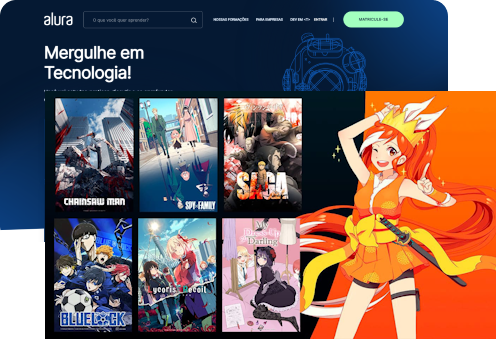 alura
O que você quer aprender?
NOSSAS FORMAÇÕES
PARA EMPRESAS
DEV EM <T>
ENTRAR
MATRICULE-SE
Mergulhe em
Tecnologia!
CHAINSAW MAN
SPY×FAMILY
SAGA
BLUELOCK
Lycoris Recoil
My
Dress-Up
Darling